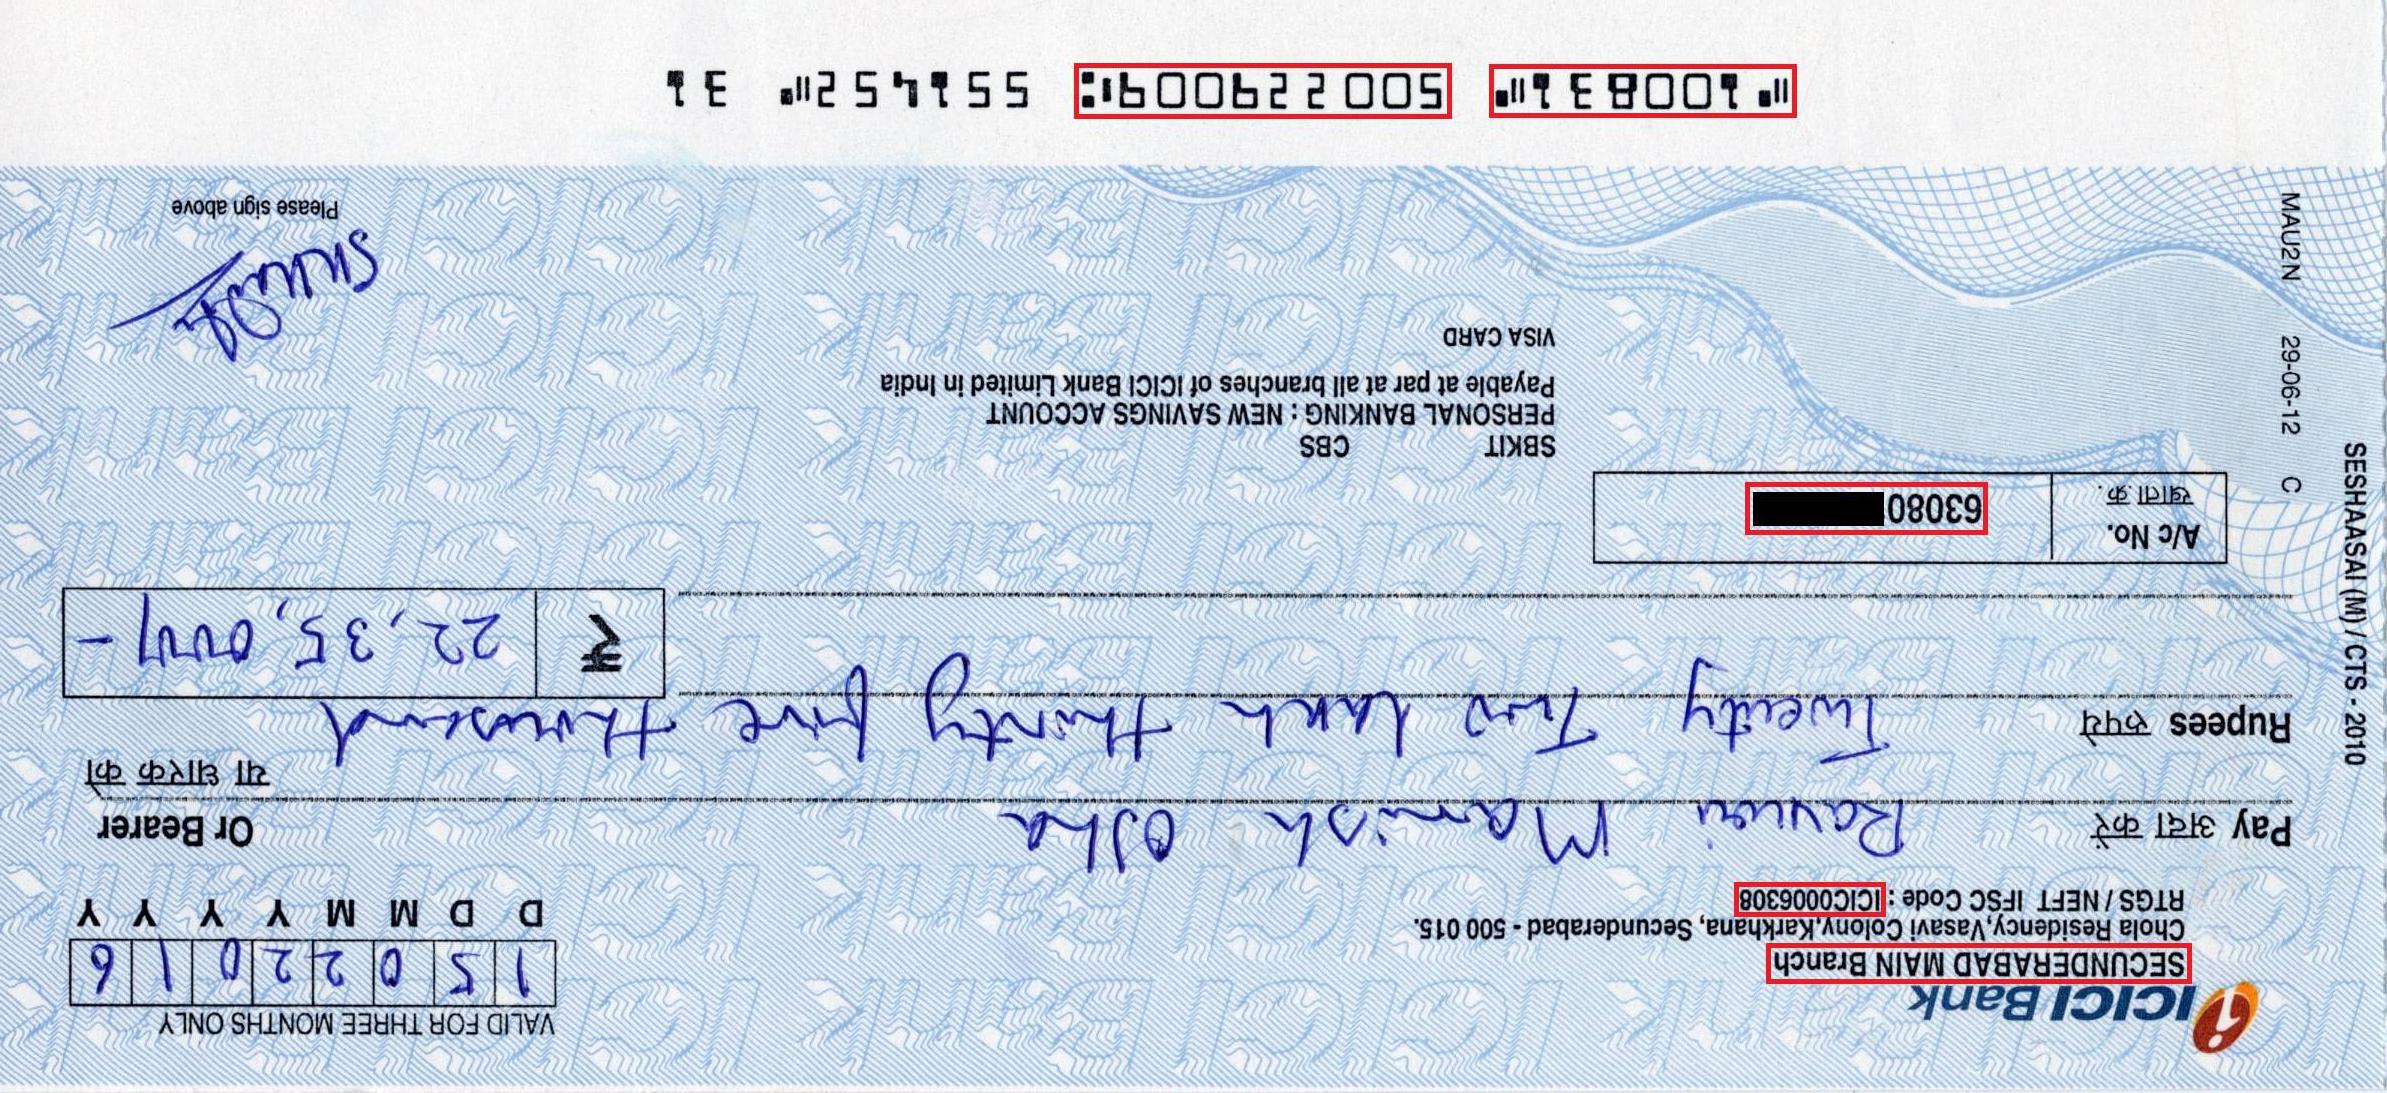 ICICI Bank
VALID FOR THREE MONTHS ONLY
SECUNDERABAD MAIN Branch
Chola Residency,Vasavi Colony,Karkhana, Secunderabad - 500 015.
RTGS / NEFT IFSC Code : ICIC0006308
1 5 0 2 2 0 1 6
D D M M Y Y Y Y
Pay अदा करें Manish Ojha
Or Bearer
या धारक को
Rupees रुपये Twenty Two Lakh thirty five thousand
₹ 22,35,000/-
A/c No.
खाता क्र.
63080
SBKIT CBS
PERSONAL BANKING : NEW SAVINGS ACCOUNT
Payable at par at all branches of ICICI Bank Limited in India
VISA CARD
Please sign above
SESHAASAI (M) / CTS - 2010
MAU2N 29-06-12 C
⑈100831⑈ 500229009⑆ 551452⑈ 31